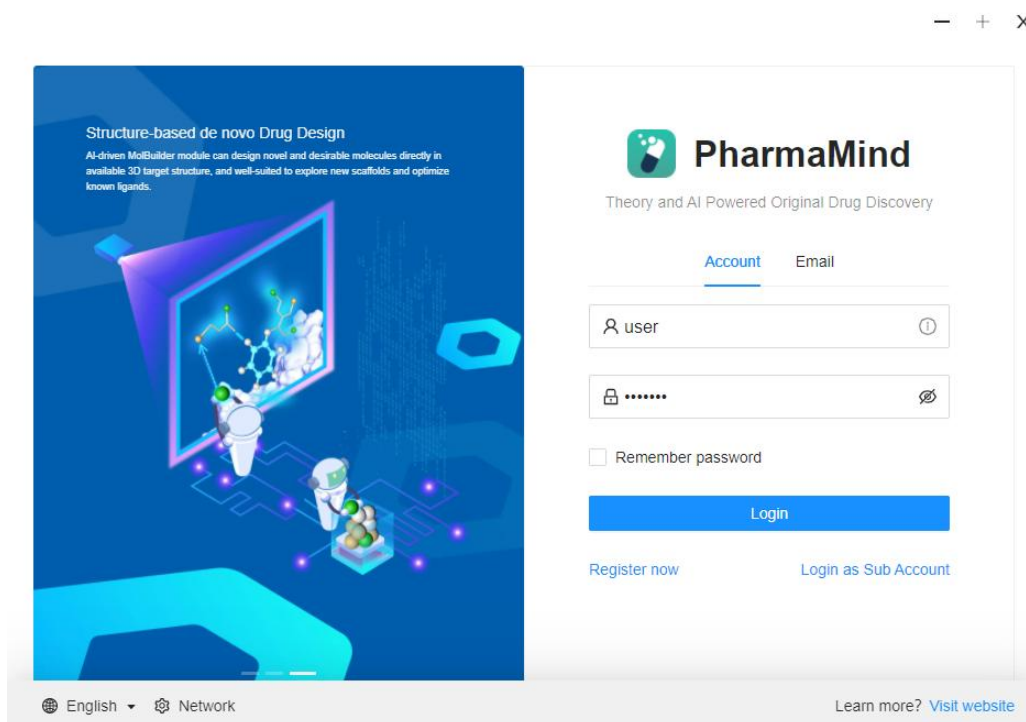 Structure-based de novo Drug Design
AI-driven MolBuilder module can design novel and desirable molecules directly in
available 3D target structure, and well-suited to explore new scaffolds and optimize
known ligands.
PharmaMind
Theory and AI Powered Original Drug Discovery
Account Email
user
•••••••
Remember password
Login
Register now Login as Sub Account
English Network Learn more? Visit website